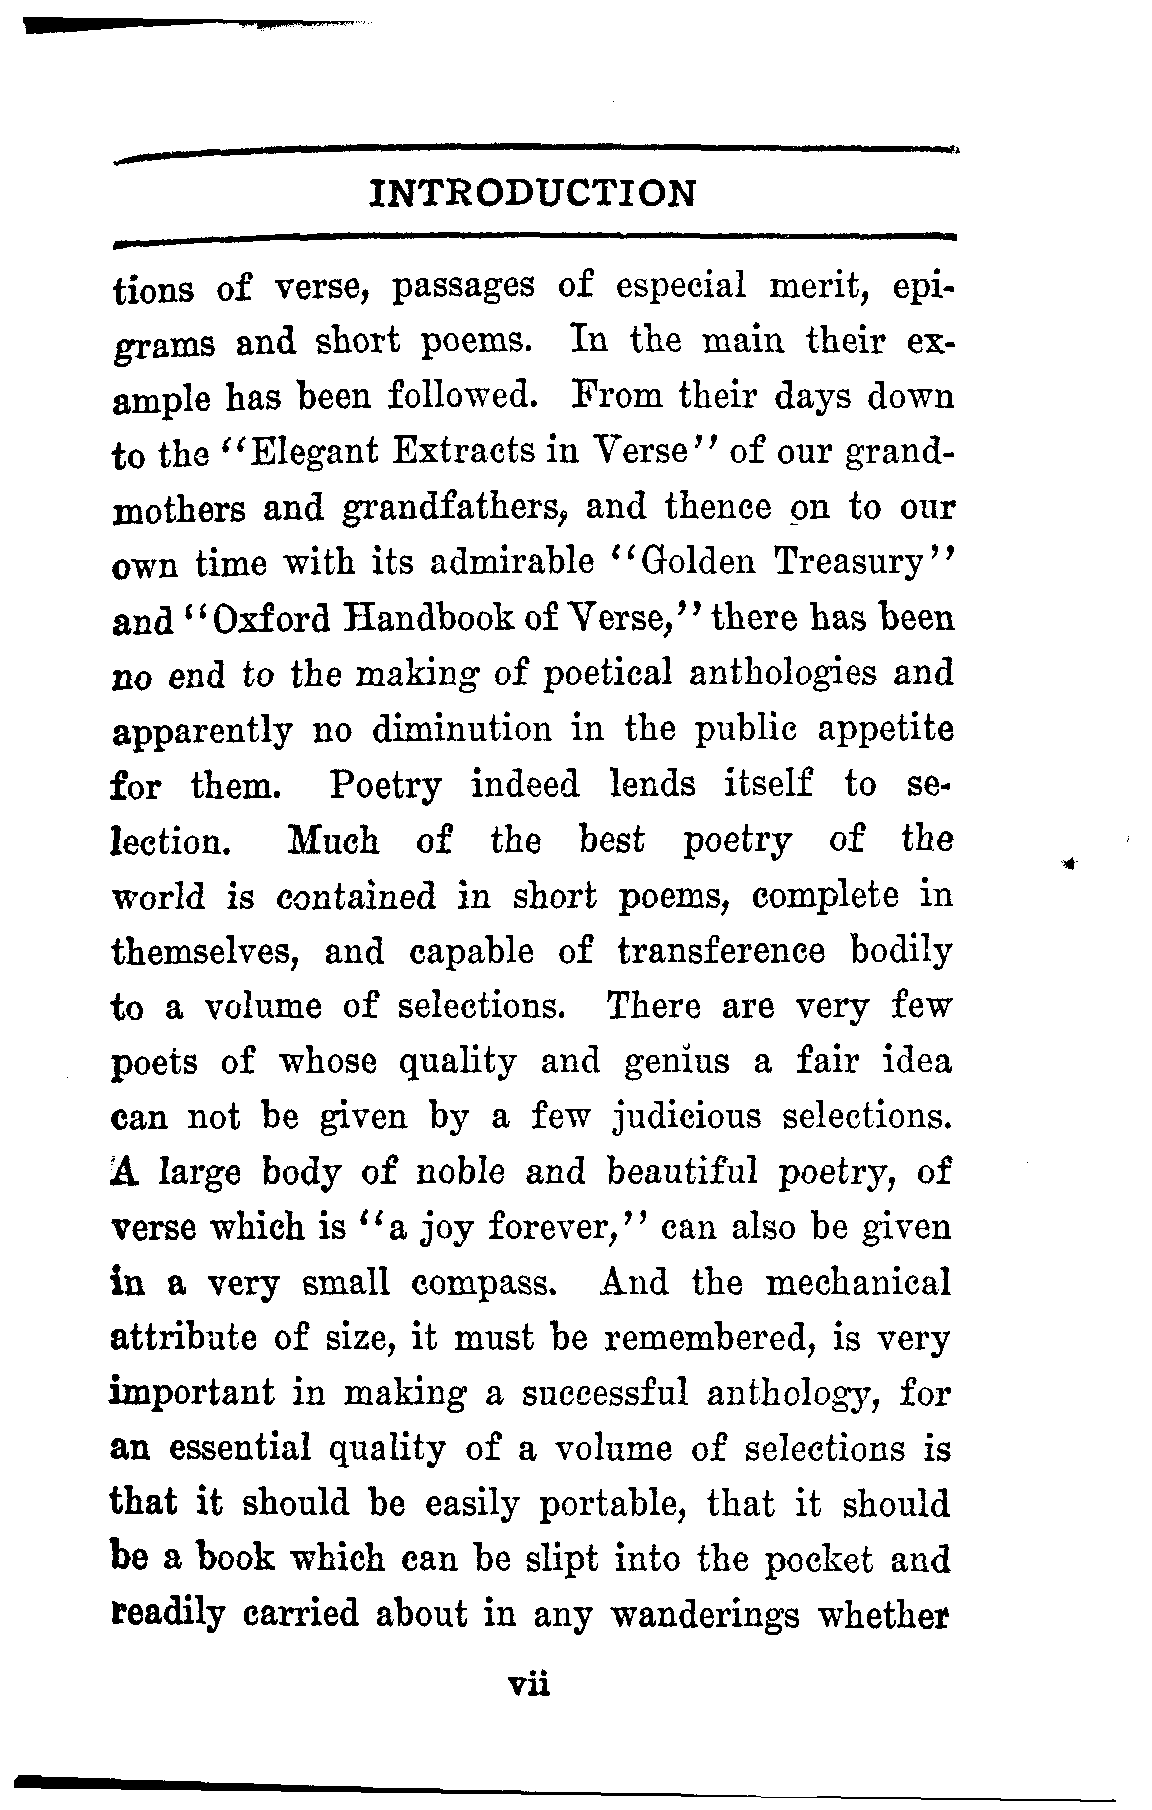 INTRODUCTION
tions of verse, passages of especial merit, epi-
grams and short poems. In the main their ex-
ample has been followed. From their days down
to the "Elegant Extracts in Verse" of our grand-
mothers and grandfathers, and thence on to our
own time with its admirable "Golden Treasury"
and "Oxford Handbook of Verse," there has been
no end to the making of poetical anthologies and
apparently no diminution in the public appetite
for them. Poetry indeed lends itself to se-
lection. Much of the best poetry of the
world is contained in short poems, complete in
themselves, and capable of transference bodily
to a volume of selections. There are very few
poets of whose quality and genius a fair idea
can not be given by a few judicious selections.
A large body of noble and beautiful poetry, of
verse which is "a joy forever," can also be given
in a very small compass. And the mechanical
attribute of size, it must be remembered, is very
important in making a successful anthology, for
an essential quality of a volume of selections is
that it should be easily portable, that it should
be a book which can be slipt into the pocket and
readily carried about in any wanderings whether
vii